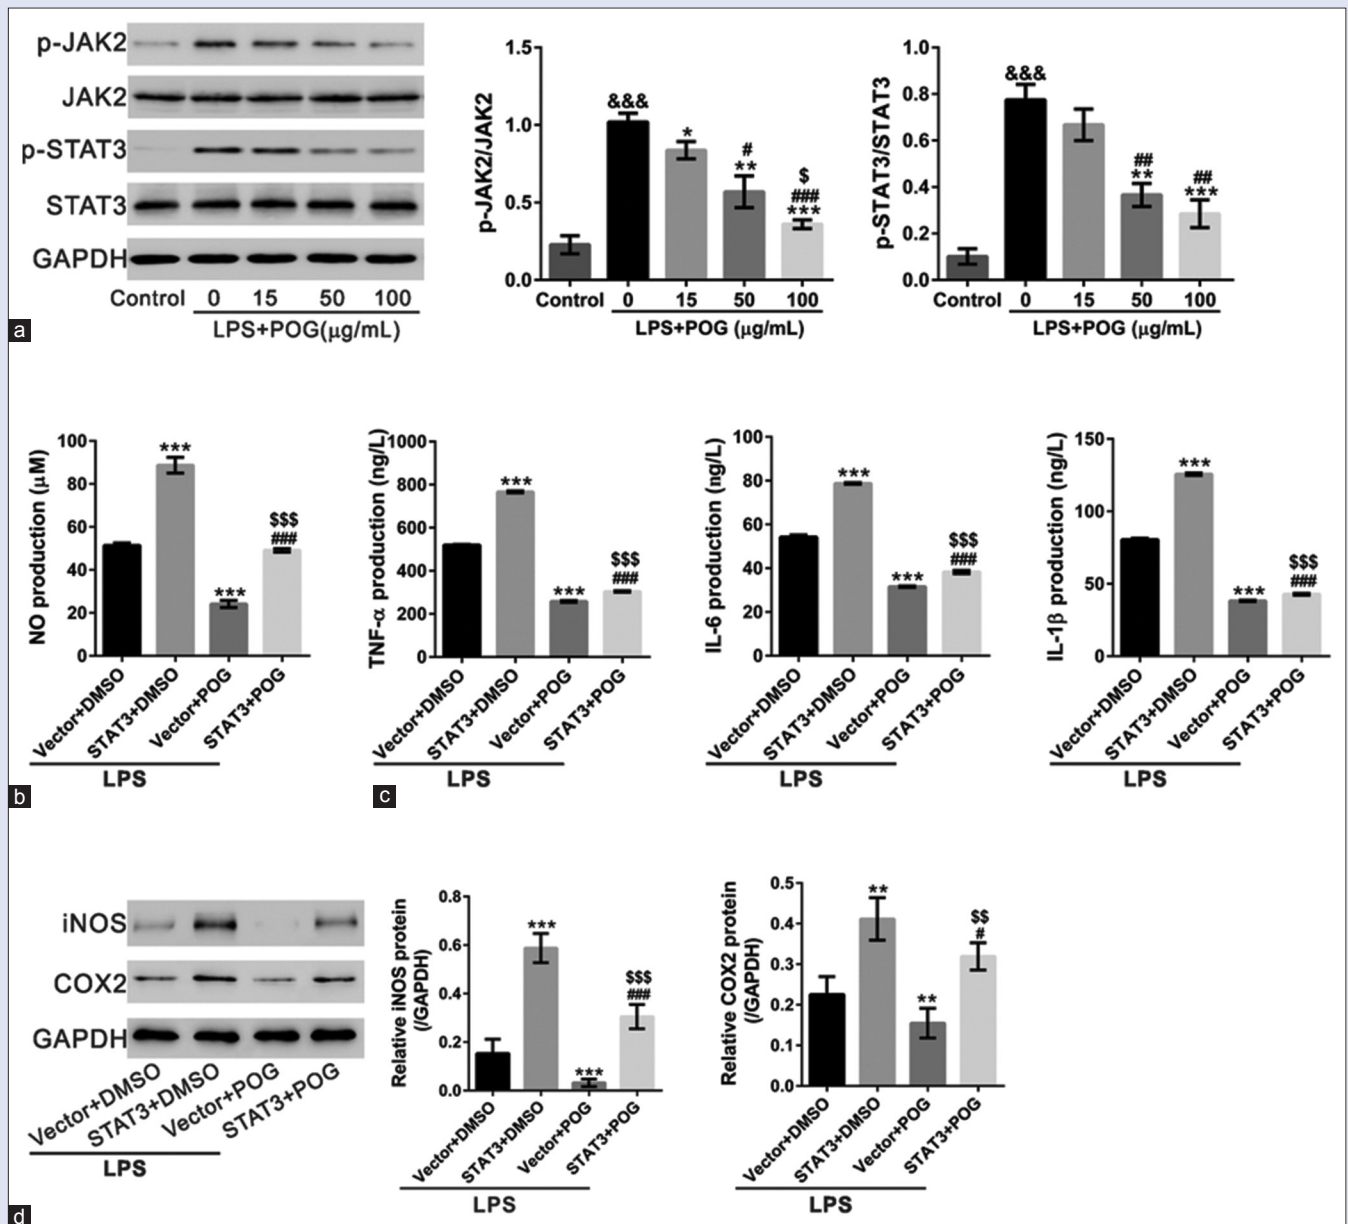 p-JAK2
JAK2
p-STAT3
STAT3
GAPDH
Control 0 15 50 100
LPS+POG(μg/mL)
a
p-JAK2/JAK2
1.5
1.0
0.5
0.0
&&&
*
#
**
$
###
***
Control 0 15 50 100
LPS+POG (μg/mL)
p-STAT3/STAT3
1.0
0.8
0.6
0.4
0.2
0.0
&&&
##
**
##
***
Control 0 15 50 100
LPS+POG (μg/mL)
NO production (μM)
100
80
60
40
20
0
***
***
$$$
###
Vector+DMSO
STAT3+DMSO
Vector+POG
STAT3+POG
LPS
b
TNF-α production (ng/L)
1000
800
600
400
200
0
***
***
$$$
###
Vector+DMSO
STAT3+DMSO
Vector+POG
STAT3+POG
LPS
c
IL-6 production (ng/L)
100
80
60
40
20
0
***
***
$$$
###
Vector+DMSO
STAT3+DMSO
Vector+POG
STAT3+POG
LPS
IL-1β production (ng/L)
150
100
50
0
***
***
$$$
###
Vector+DMSO
STAT3+DMSO
Vector+POG
STAT3+POG
LPS
iNOS
COX2
GAPDH
Vector+DMSO
STAT3+DMSO
Vector+POG
STAT3+POG
LPS
d
Relative iNOS protein
(/GAPDH)
0.8
0.6
0.4
0.2
0.0
***
***
$$$
###
Vector+DMSO
STAT3+DMSO
Vector+POG
STAT3+POG
LPS
Relative COX2 protein
(/GAPDH)
0.5
0.4
0.3
0.2
0.1
0.0
**
**
$$
#
Vector+DMSO
STAT3+DMSO
Vector+POG
STAT3+POG
LPS